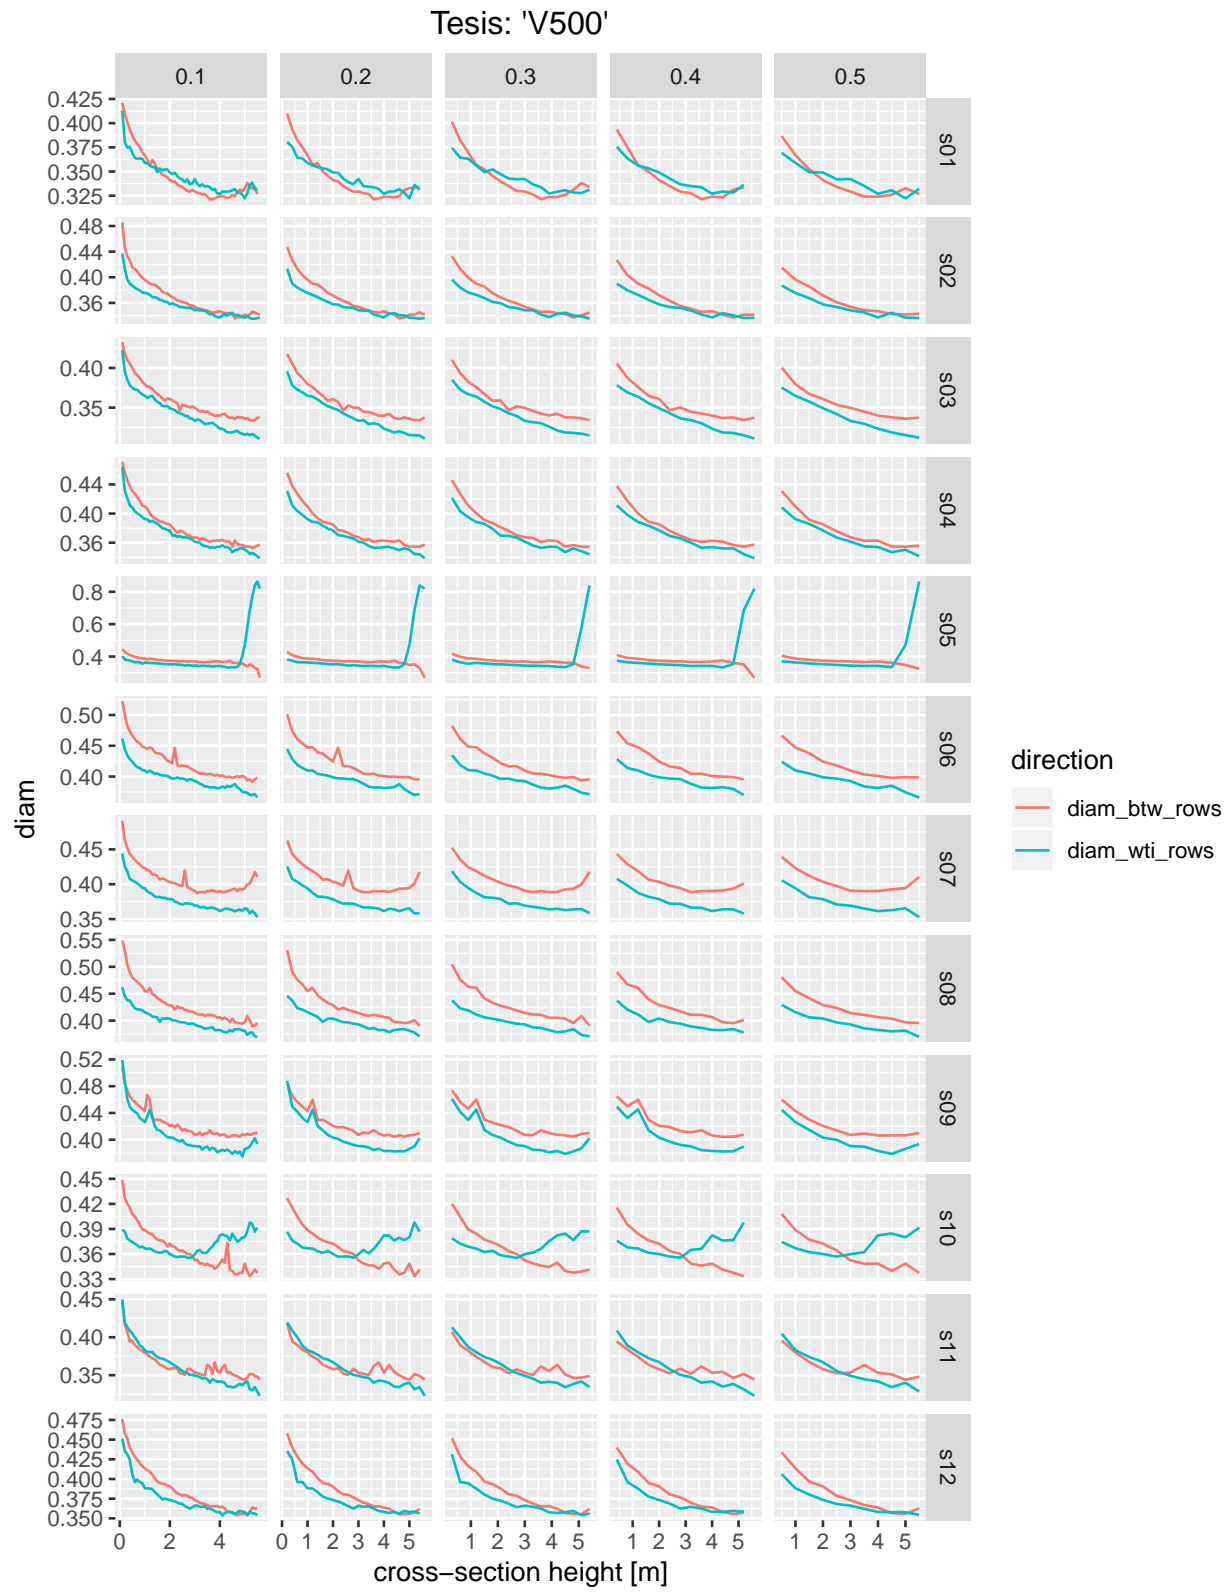 Tesis: 'V500'
0.1 0.2 0.3 0.4 0.5
0.425
0.400
0.375
0.350
0.325
s01
0.48
0.44
0.40
0.36
s02
0.40
0.35
s03
0.44
0.40
0.36
s04
0.8
0.6
0.4
s05
0.50
0.45
0.40
s06
0.45
0.40
0.35
s07
0.55
0.50
0.45
0.40
s08
0.52
0.48
0.44
0.40
s09
0.45
0.42
0.39
0.36
0.33
s10
0.45
0.40
0.35
s11
0.475
0.450
0.425
0.400
0.375
0.350
s12
0 2 4 0 1 2 3 4 5 1 2 3 4 5 1 2 3 4 5 1 2 3 4 5
cross−section height [m]
diam
direction
diam_btw_rows
diam_wti_rows